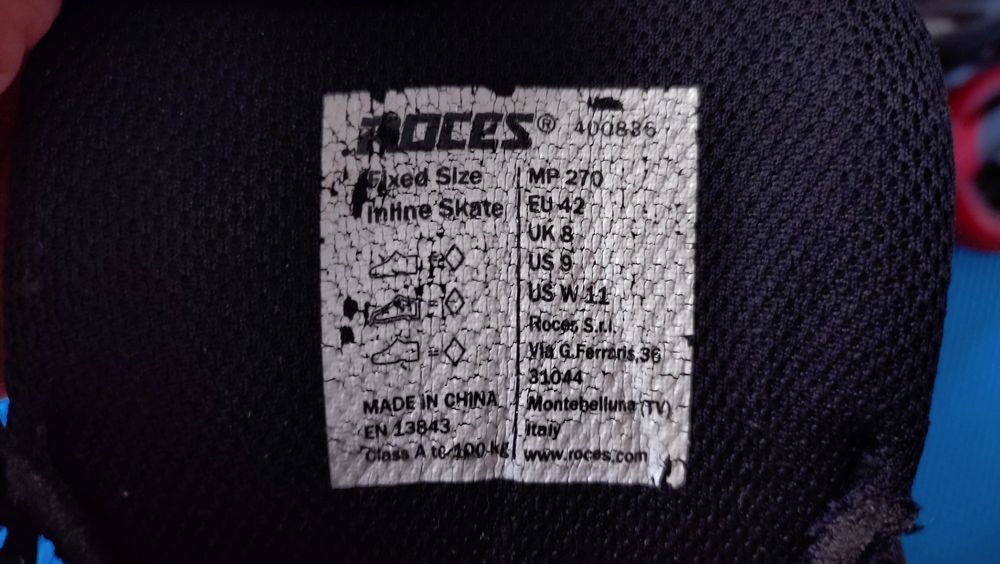 ROCES® 400836
Fixed Size
Inline Skate
MP 270
EU 42
UK 8
US 9
US W 11
Roces S.r.l.
Via G.Ferraris,36
31044
Montebelluna (TV)
Italy
www.roces.com
MADE IN CHINA
EN 13843
Class A to 100 kg